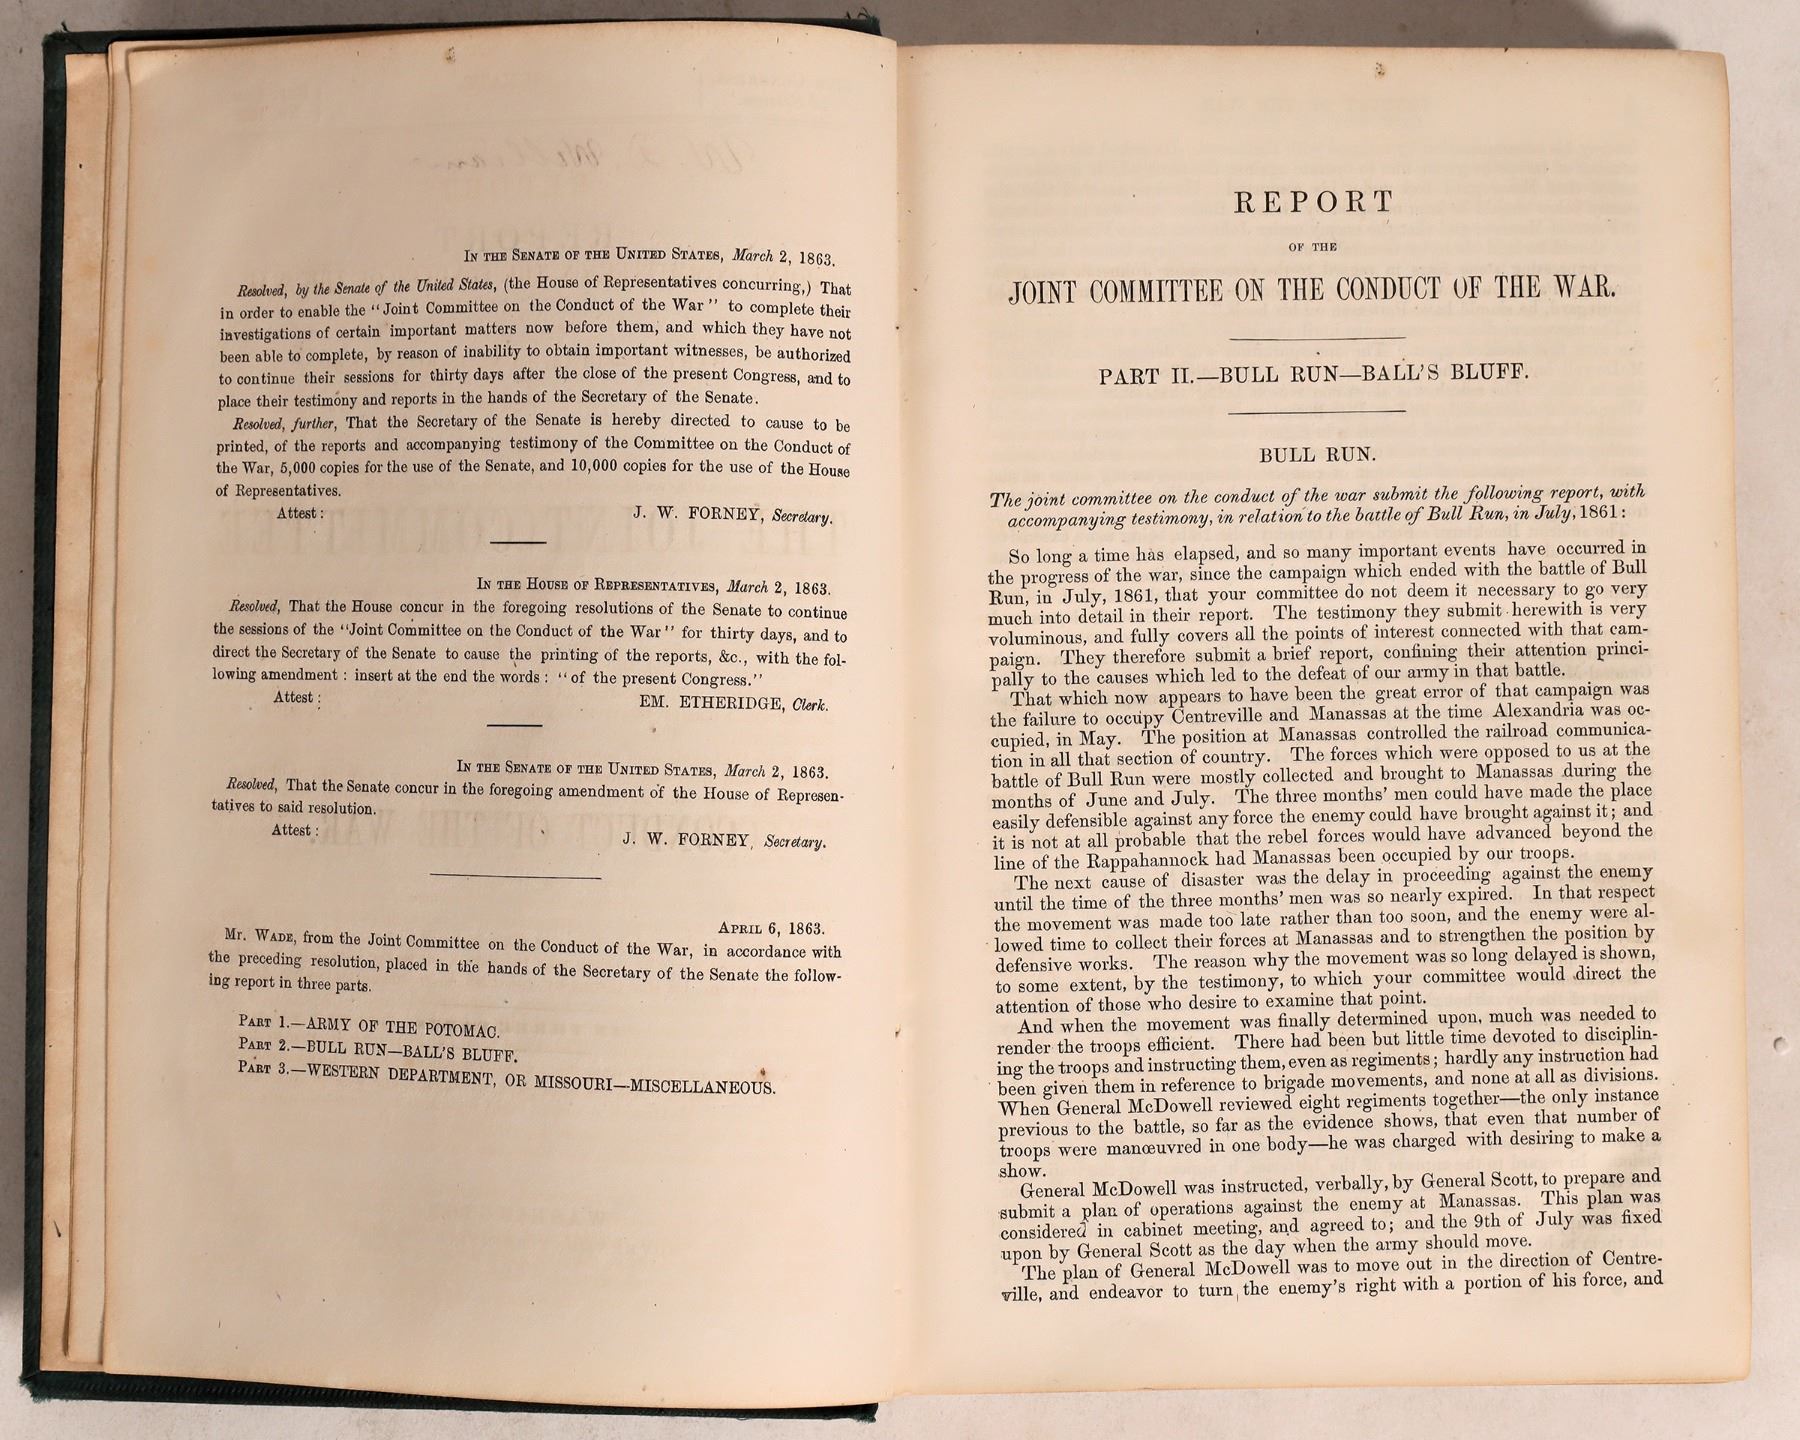 In the Senate of the United States, March 2, 1863.
Resolved, by the Senate of the United States, (the House of Representatives concurring,) That
in order to enable the "Joint Committee on the Conduct of the War" to complete their
investigations of certain important matters now before them, and which they have not
been able to complete, by reason of inability to obtain important witnesses, be authorized
to continue their sessions for thirty days after the close of the present Congress, and to
place their testimony and reports in the hands of the Secretary of the Senate.
Resolved, further, That the Secretary of the Senate is hereby directed to cause to be
printed, of the reports and accompanying testimony of the Committee on the Conduct of
the War, 5,000 copies for the use of the Senate, and 10,000 copies for the use of the House
of Representatives.
Attest: J. W. FORNEY, Secretary.
In the House of Representatives, March 2, 1863.
Resolved, That the House concur in the foregoing resolutions of the Senate to continue
the sessions of the "Joint Committee on the Conduct of the War" for thirty days, and to
direct the Secretary of the Senate to cause the printing of the reports, &c., with the fol-
lowing amendment: insert at the end the words: "of the present Congress."
Attest: EM. ETHERIDGE, Clerk.
In the Senate of the United States, March 2, 1863.
Resolved, That the Senate concur in the foregoing amendment of the House of Represen-
tatives to said resolution.
Attest: J. W. FORNEY, Secretary.
April 6, 1863.
Mr. Wade, from the Joint Committee on the Conduct of the War, in accordance with
the preceding resolution, placed in the hands of the Secretary of the Senate the follow-
ing report in three parts.
Part 1.—ARMY OF THE POTOMAC.
Part 2.—BULL RUN—BALL'S BLUFF.
Part 3.—WESTERN DEPARTMENT, OR MISSOURI—MISCELLANEOUS.
REPORT
OF THE
JOINT COMMITTEE ON THE CONDUCT OF THE WAR.
PART II.—BULL RUN—BALL'S BLUFF.
BULL RUN.
The joint committee on the conduct of the war submit the following report, with
accompanying testimony, in relation to the battle of Bull Run, in July, 1861:
So long a time has elapsed, and so many important events have occurred in
the progress of the war, since the campaign which ended with the battle of Bull
Run, in July, 1861, that your committee do not deem it necessary to go very
much into detail in their report. The testimony they submit herewith is very
voluminous, and fully covers all the points of interest connected with that cam-
paign. They therefore submit a brief report, confining their attention princi-
pally to the causes which led to the defeat of our army in that battle.
That which now appears to have been the great error of that campaign was
the failure to occupy Centreville and Manassas at the time Alexandria was oc-
cupied, in May. The position at Manassas controlled the railroad communica-
tion in all that section of country. The forces which were opposed to us at the
battle of Bull Run were mostly collected and brought to Manassas during the
months of June and July. The three months' men could have made the place
easily defensible against any force the enemy could have brought against it; and
it is not at all probable that the rebel forces would have advanced beyond the
line of the Rappahannock had Manassas been occupied by our troops.
The next cause of disaster was the delay in proceeding against the enemy
until the time of the three months' men was so nearly expired. In that respect
the movement was made too late rather than too soon, and the enemy were al-
lowed time to collect their forces at Manassas and to strengthen the position by
defensive works. The reason why the movement was so long delayed is shown,
to some extent, by the testimony, to which your committee would direct the
attention of those who desire to examine that point.
And when the movement was finally determined upon, much was needed to
render the troops efficient. There had been but little time devoted to disciplin-
ing the troops and instructing them, even as regiments; hardly any instruction had
been given them in reference to brigade movements, and none at all as divisions.
When General McDowell reviewed eight regiments together—the only instance
previous to the battle, so far as the evidence shows, that even that number of
troops were manœuvred in one body—he was charged with desiring to make a
show.
General McDowell was instructed, verbally, by General Scott, to prepare and
submit a plan of operations against the enemy at Manassas. This plan was
considered in cabinet meeting, and agreed to; and the 9th of July was fixed
upon by General Scott as the day when the army should move.
The plan of General McDowell was to move out in the direction of Centre-
ville, and endeavor to turn the enemy's right with a portion of his force, and